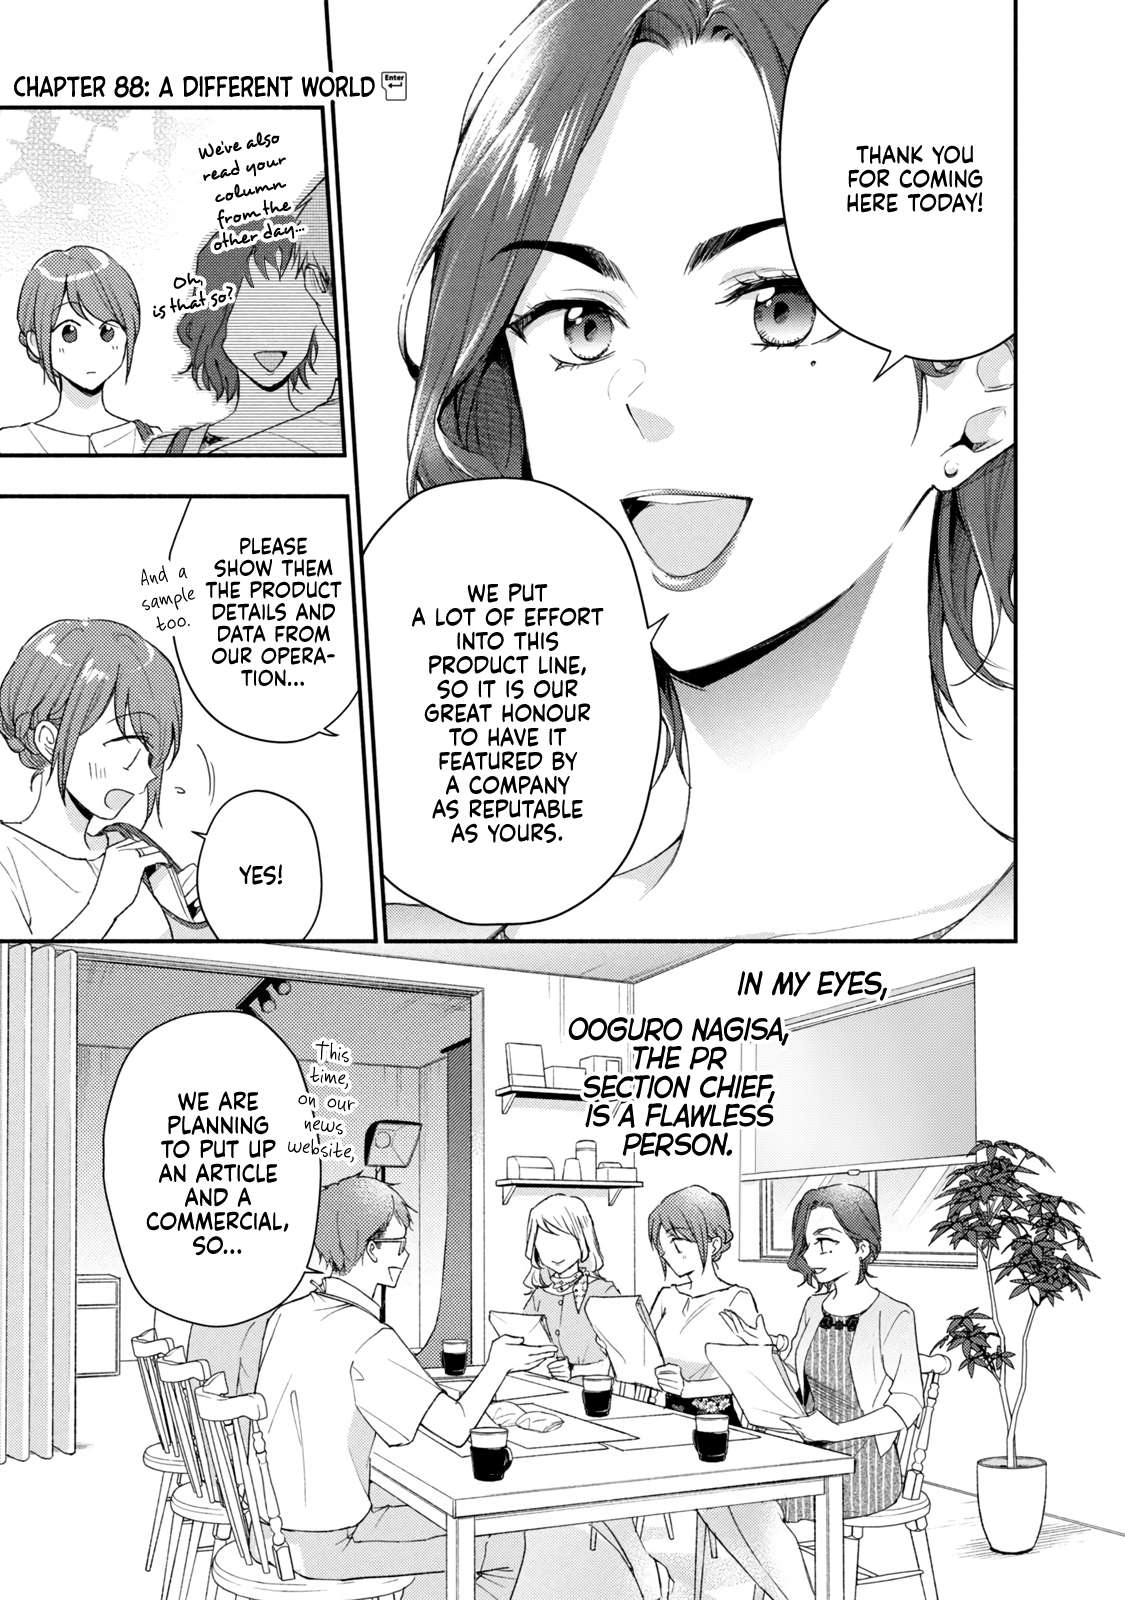 CHAPTER 88: A DIFFERENT WORLD
Enter
THANK YOU
FOR COMING
HERE TODAY!
WE PUT
A LOT OF EFFORT
INTO THIS
PRODUCT LINE,
SO IT IS OUR
GREAT HONOUR
TO HAVE IT
FEATURED BY
A COMPANY
AS REPUTABLE
AS YOURS.
We've also
read your
column
from the
other day...
Oh,
is that so?
PLEASE
SHOW THEM
THE PRODUCT
DETAILS AND
DATA FROM
OUR OPERA-
TION...
And a
sample
too.
YES!
IN MY EYES,
OOGURO NAGISA,
THE PR
SECTION CHIEF,
IS A FLAWLESS
PERSON.
This
time,
on our
news
website,
WE ARE
PLANNING
TO PUT UP
AN ARTICLE
AND A
COMMERCIAL,
SO...